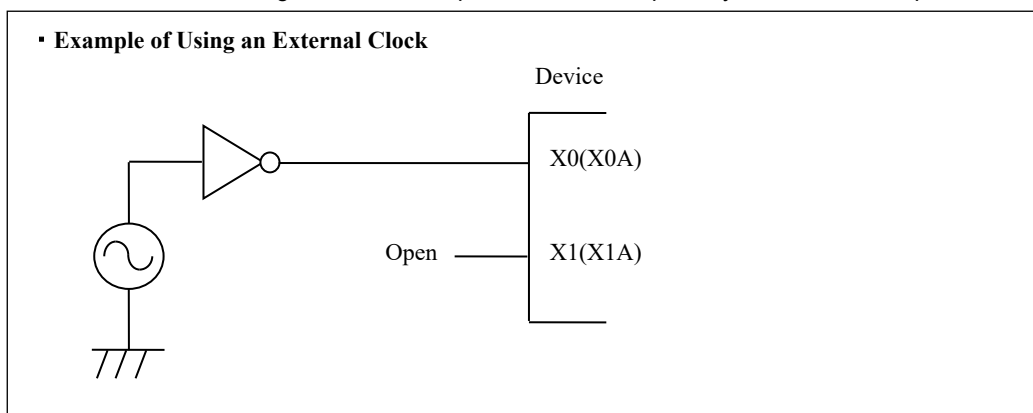 ▪ Example of Using an External Clock
Device
X0(X0A)
Open
X1(X1A)